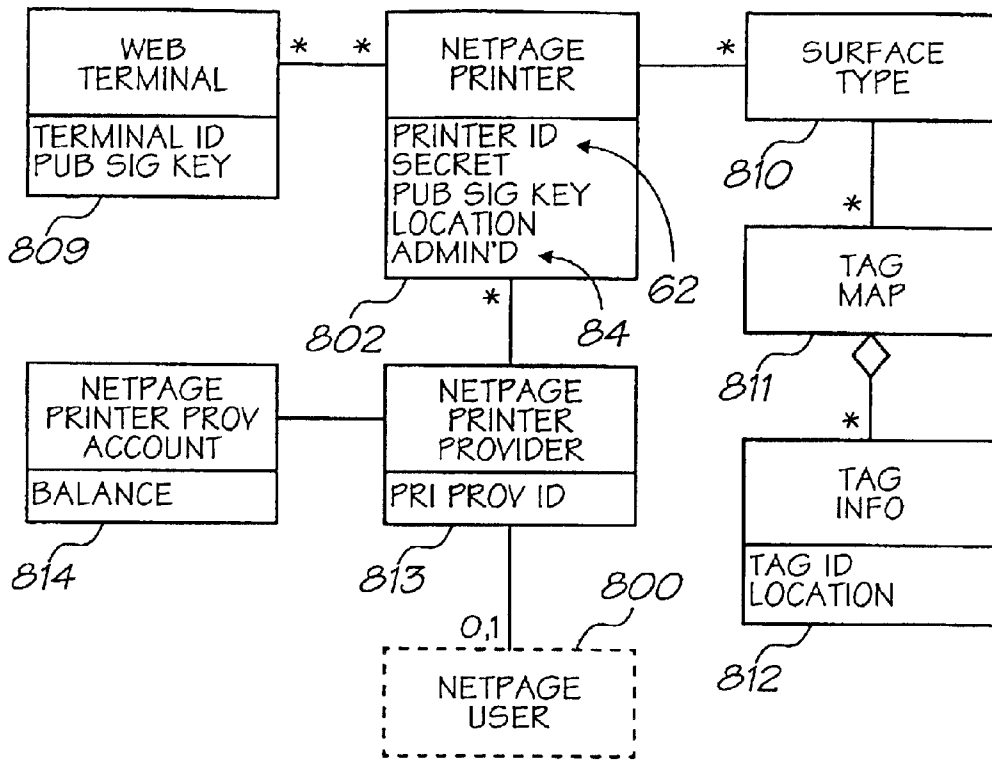 WEB
TERMINAL
TERMINAL ID
PUB SIG KEY
809
* *
NETPAGE
PRINTER
PRINTER ID
SECRET
PUB SIG KEY
LOCATION
ADMIN'D
802
62
84
*
SURFACE
TYPE
810
*
TAG
MAP
811
*
TAG
INFO
TAG ID
LOCATION
812
*
NETPAGE
PRINTER PROV
ACCOUNT
BALANCE
814
NETPAGE
PRINTER
PROVIDER
PRI PROV ID
813
0,1
800
NETPAGE
USER